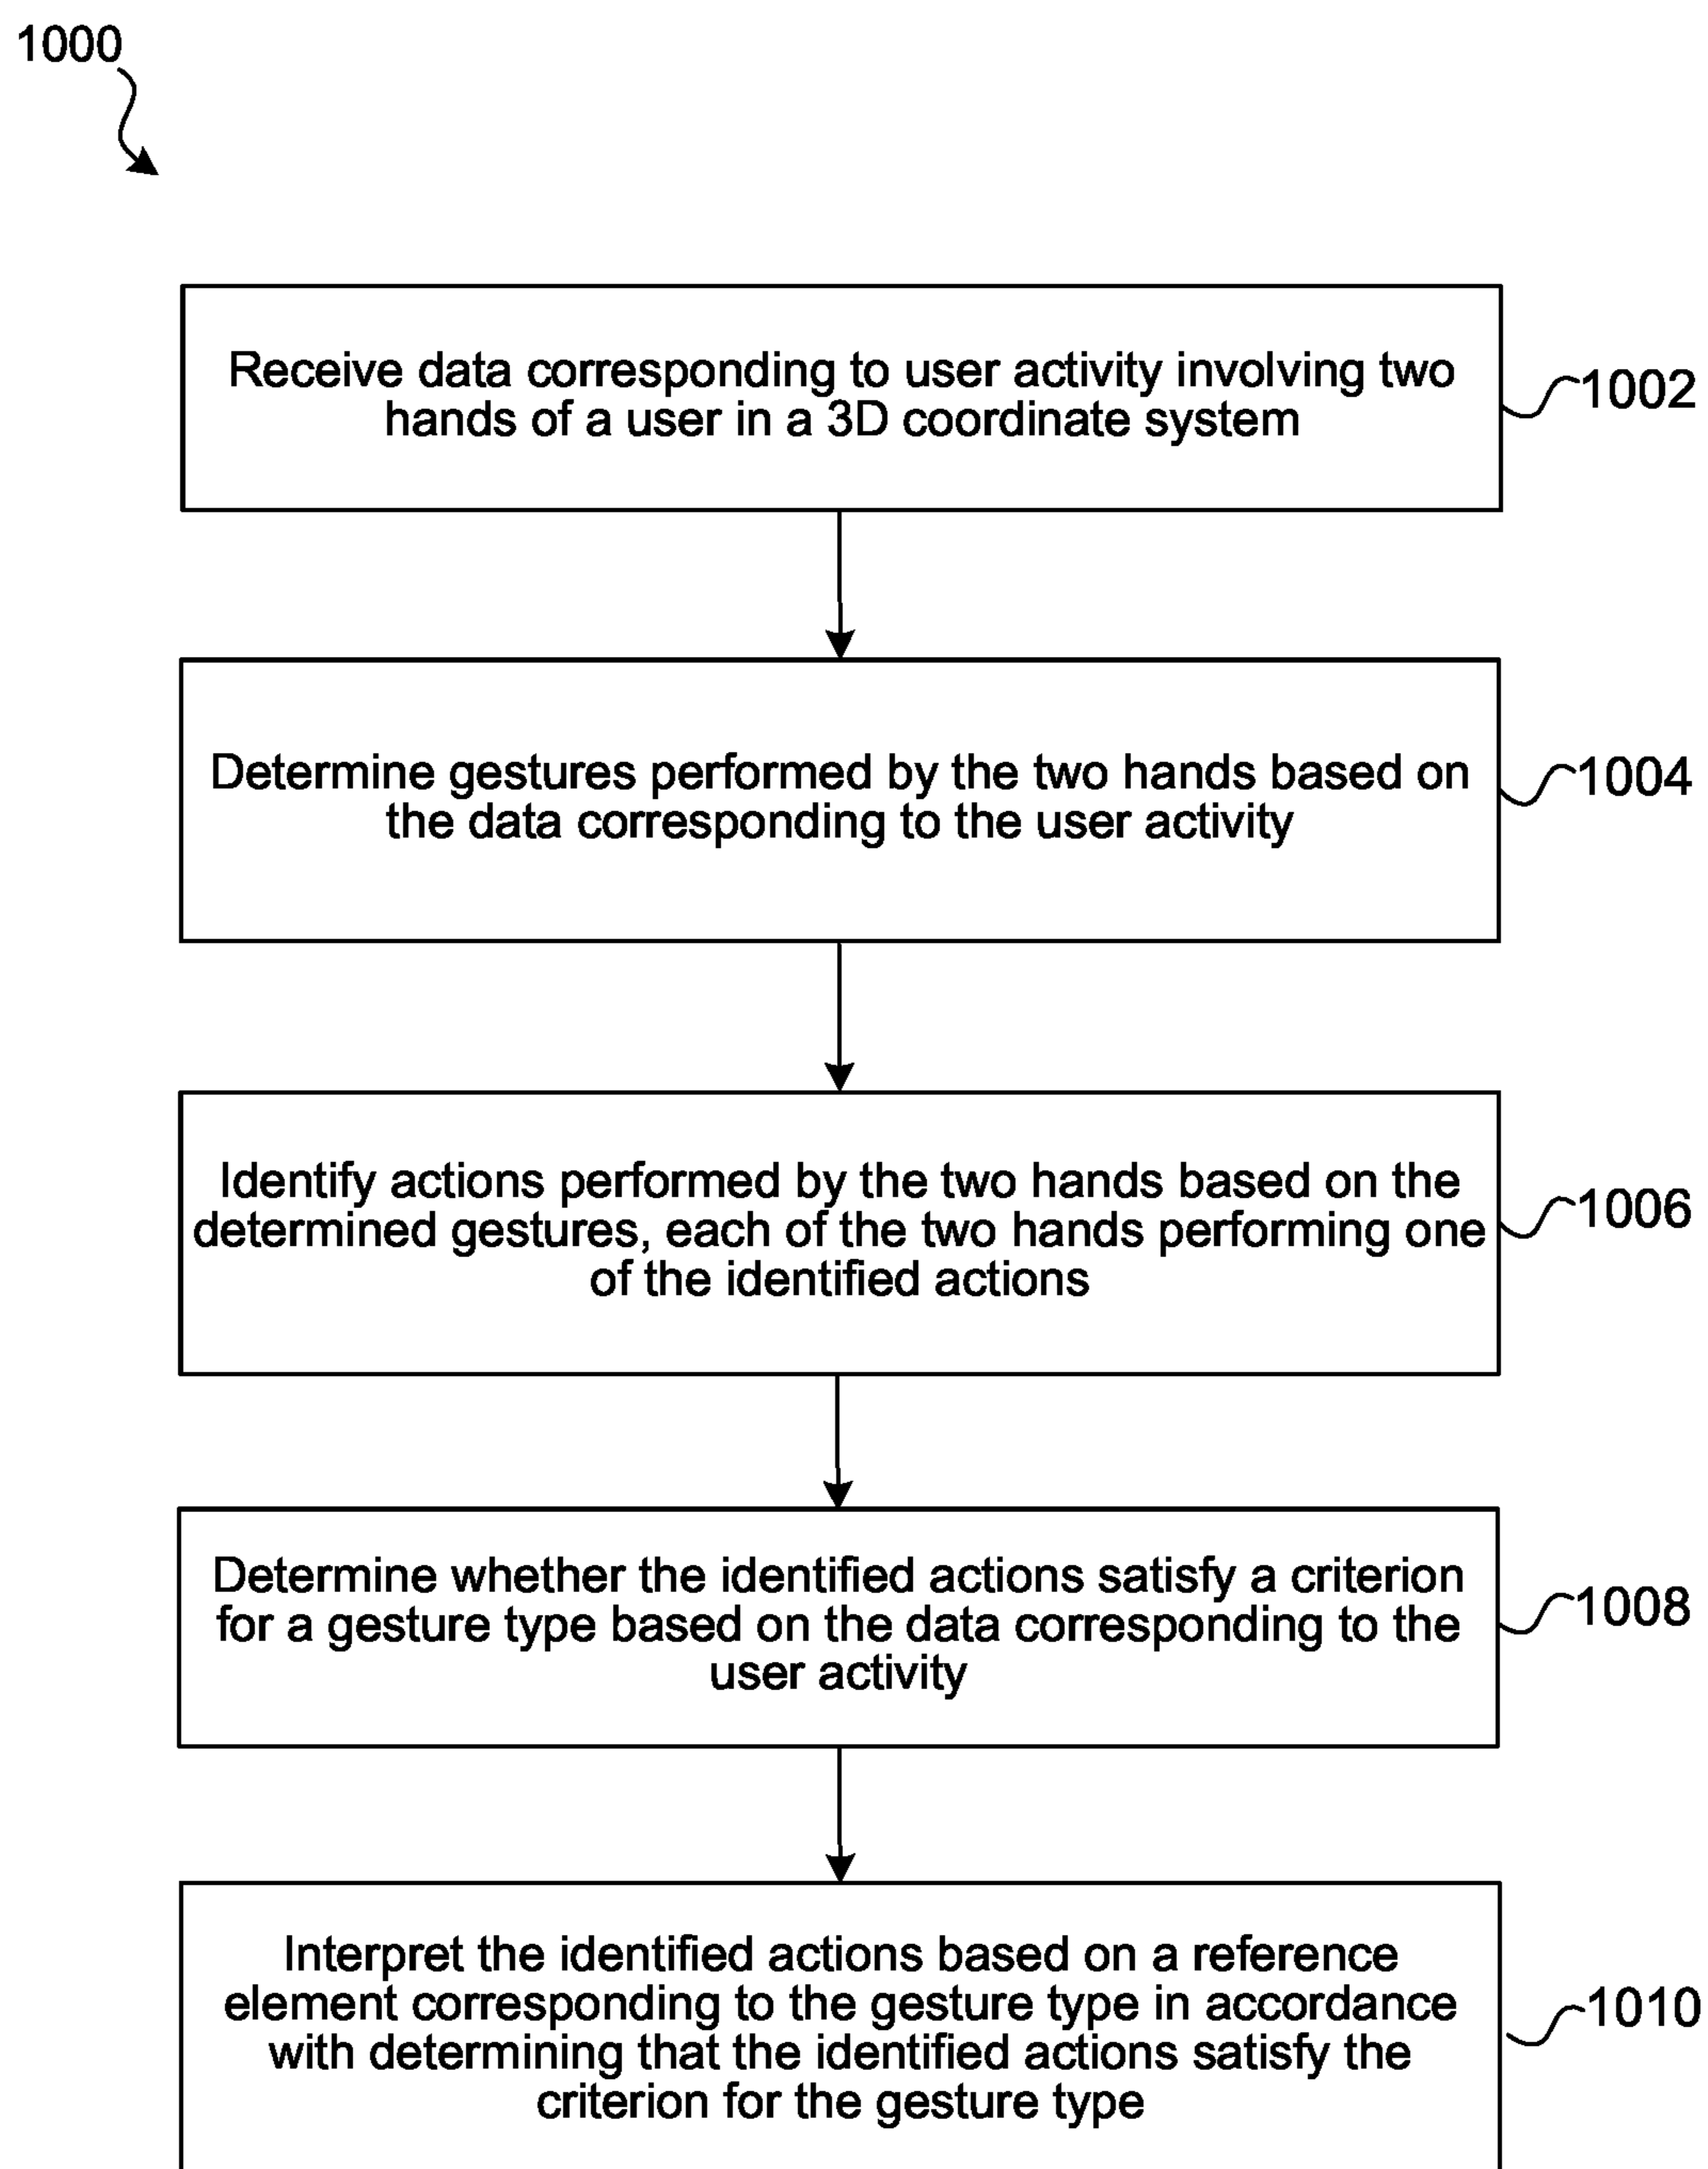 1000
Receive data corresponding to user activity involving two
hands of a user in a 3D coordinate system
1002
Determine gestures performed by the two hands based on
the data corresponding to the user activity
1004
Identify actions performed by the two hands based on the
determined gestures, each of the two hands performing one
of the identified actions
1006
Determine whether the identified actions satisfy a criterion
for a gesture type based on the data corresponding to the
user activity
1008
Interpret the identified actions based on a reference
element corresponding to the gesture type in accordance
with determining that the identified actions satisfy the
criterion for the gesture type
1010